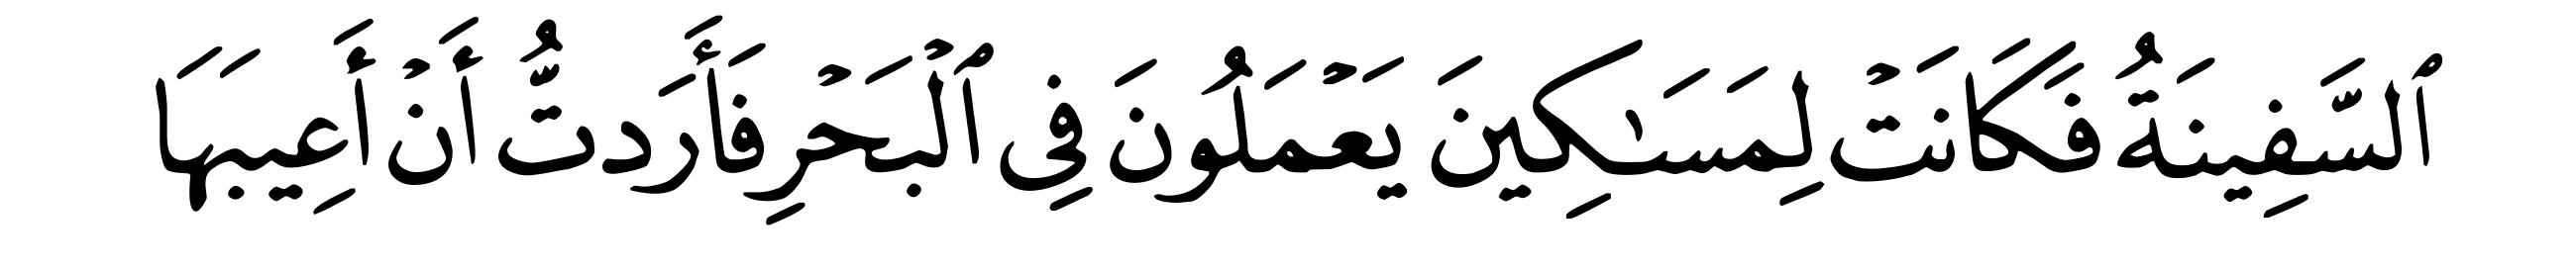 ٱلسَّفِينَةُ فَكَانَتۡ لِمَسَـٰكِينَ يَعۡمَلُونَ فِى ٱلۡبَحۡرِ فَأَرَدتُّ أَنۡ أَعِيبَهَا